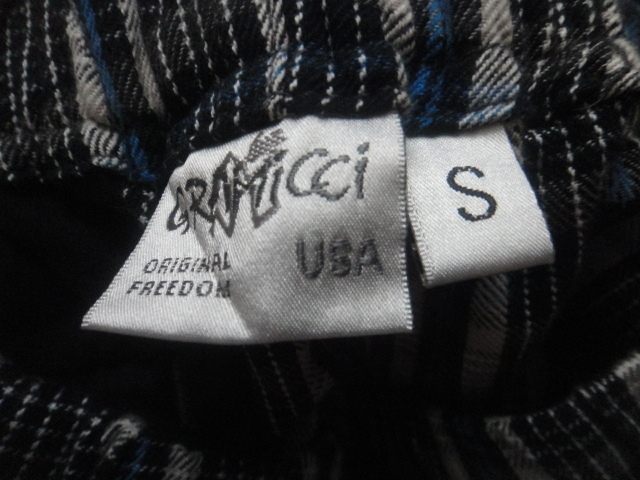 GRAMiCCi
ORIGINAL
FREEDOM
USA
S